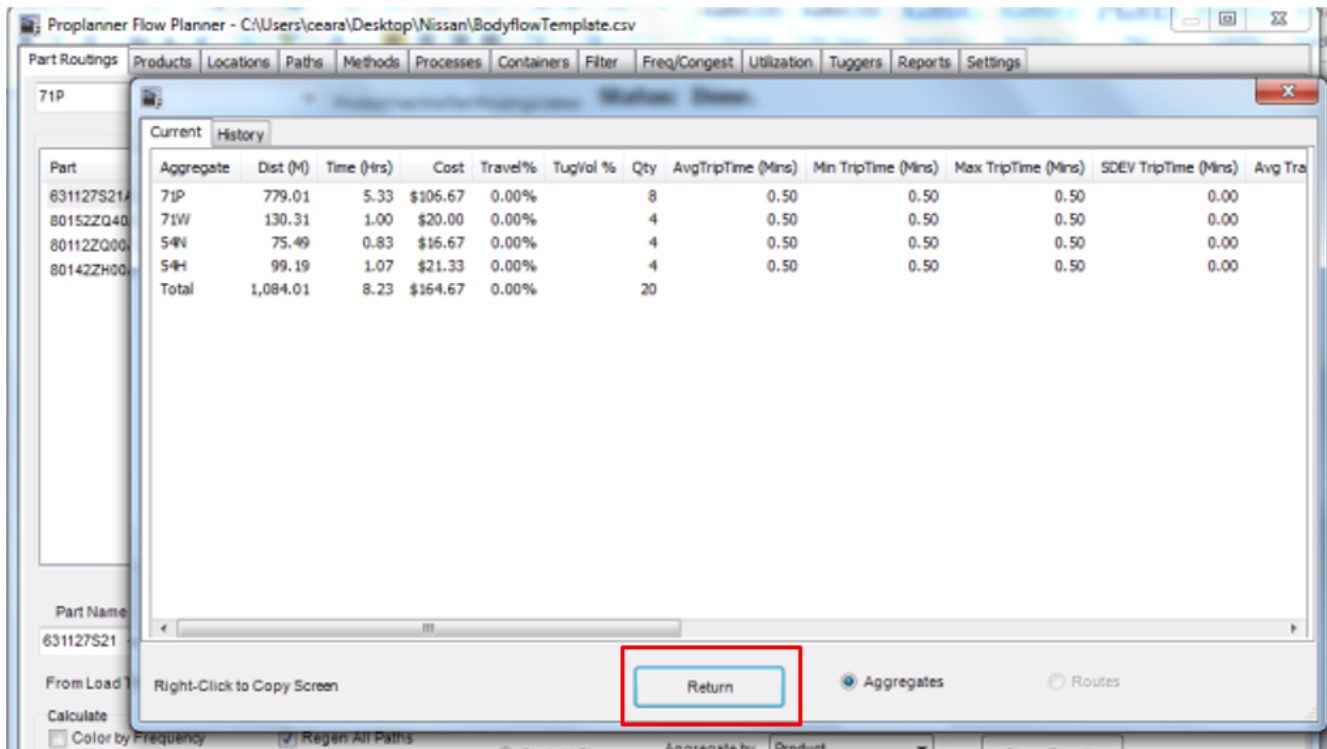 Proplanner Flow Planner - C:\Users\ceara\Desktop\Nissan\BodyflowTemplate.csv
Part Routings Products Locations Paths Methods Processes Containers Filter Freq/Congest Utilization Tuggers Reports Settings
71P
Status: Done.
Current History
Part
Aggregate Dist (M) Time (Hrs) Cost Travel% TugVol % Qty AvgTripTime (Mins) Min TripTime (Mins) Max TripTime (Mins) SDEV TripTime (Mins) Avg Tra
631127S21A
71P 779.01 5.33 $106.67 0.00% 8 0.50 0.50 0.50 0.00
80152ZQ40
71W 130.31 1.00 $20.00 0.00% 4 0.50 0.50 0.50 0.00
80112ZQ00
54N 75.49 0.83 $16.67 0.00% 4 0.50 0.50 0.50 0.00
80142ZH00
54H 99.19 1.07 $21.33 0.00% 4 0.50 0.50 0.50 0.00
Total 1,084.01 8.23 $164.67 0.00% 20
Part Name
631127S21
From Load T
Right-Click to Copy Screen Return Aggregates Routes
Calculate
Color by Frequency Regen All Paths Aggregate by Product